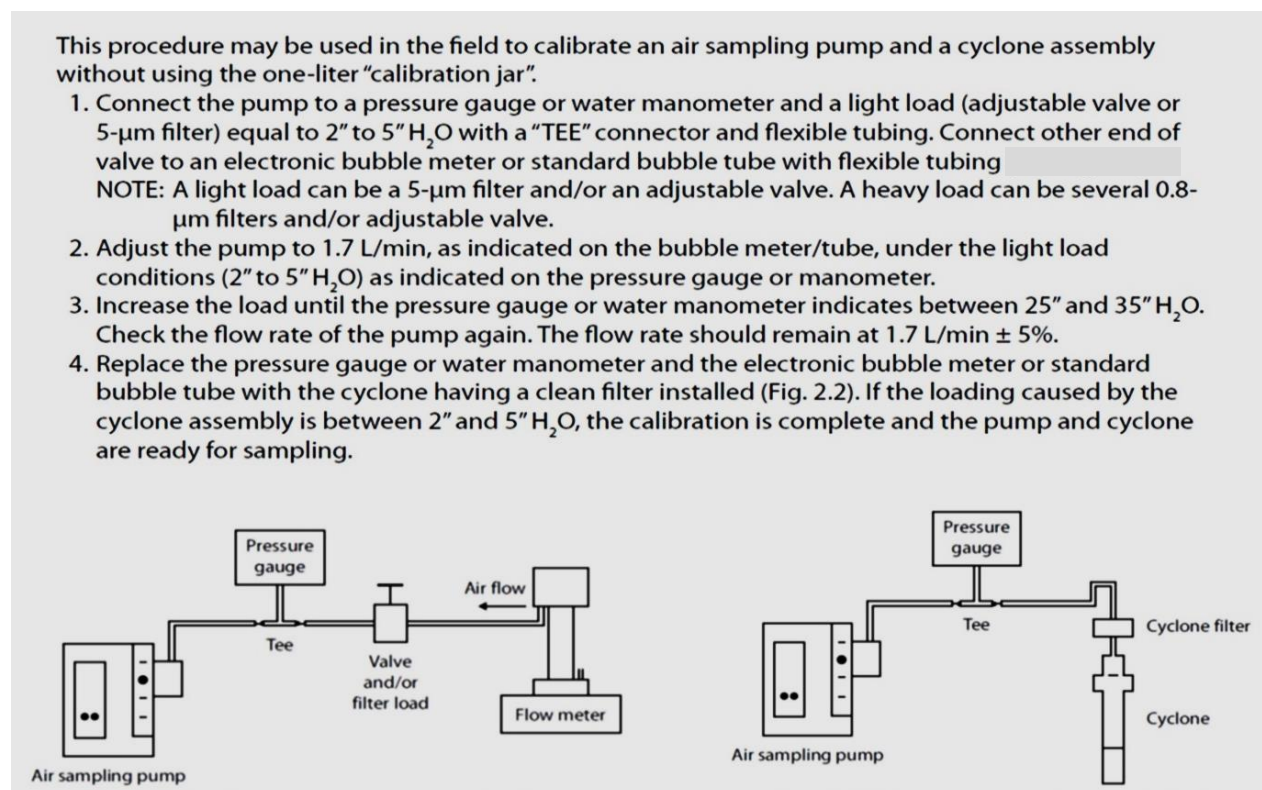 This procedure may be used in the field to calibrate an air sampling pump and a cyclone assembly
without using the one-liter “calibration jar”.
1. Connect the pump to a pressure gauge or water manometer and a light load (adjustable valve or
5-µm filter) equal to 2” to 5” H₂O with a “TEE” connector and flexible tubing. Connect other end of
valve to an electronic bubble meter or standard bubble tube with flexible tubing
NOTE: A light load can be a 5-µm filter and/or an adjustable valve. A heavy load can be several 0.8-
µm filters and/or adjustable valve.
2. Adjust the pump to 1.7 L/min, as indicated on the bubble meter/tube, under the light load
conditions (2” to 5” H₂O) as indicated on the pressure gauge or manometer.
3. Increase the load until the pressure gauge or water manometer indicates between 25” and 35” H₂O.
Check the flow rate of the pump again. The flow rate should remain at 1.7 L/min ± 5%.
4. Replace the pressure gauge or water manometer and the electronic bubble meter or standard
bubble tube with the cyclone having a clean filter installed (Fig. 2.2). If the loading caused by the
cyclone assembly is between 2” and 5” H₂O, the calibration is complete and the pump and cyclone
are ready for sampling.
Pressure
gauge
Air flow
Tee
Valve
and/or
filter load
Flow meter
Air sampling pump
Pressure
gauge
Tee
Cyclone filter
Cyclone
Air sampling pump